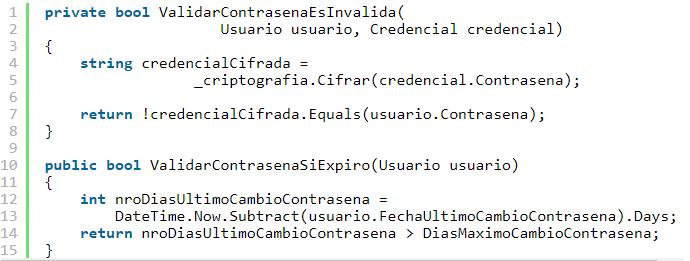 1 private bool ValidarContrasenaEsInvalida(
2 Usuario usuario, Credencial credencial)
3 {
4 string credencialCifrada =
5 _criptografia.Cifrar(credencial.Contrasena);
6
7 return !credencialCifrada.Equals(usuario.Contrasena);
8 }
9
10 public bool ValidarContrasenaSiExpiro(Usuario usuario)
11 {
12 int nroDiasUltimoCambioContrasena =
13 DateTime.Now.Subtract(usuario.FechaUltimoCambioContrasena).Days;
14 return nroDiasUltimoCambioContrasena > DiasMaximoCambioContrasena;
15 }